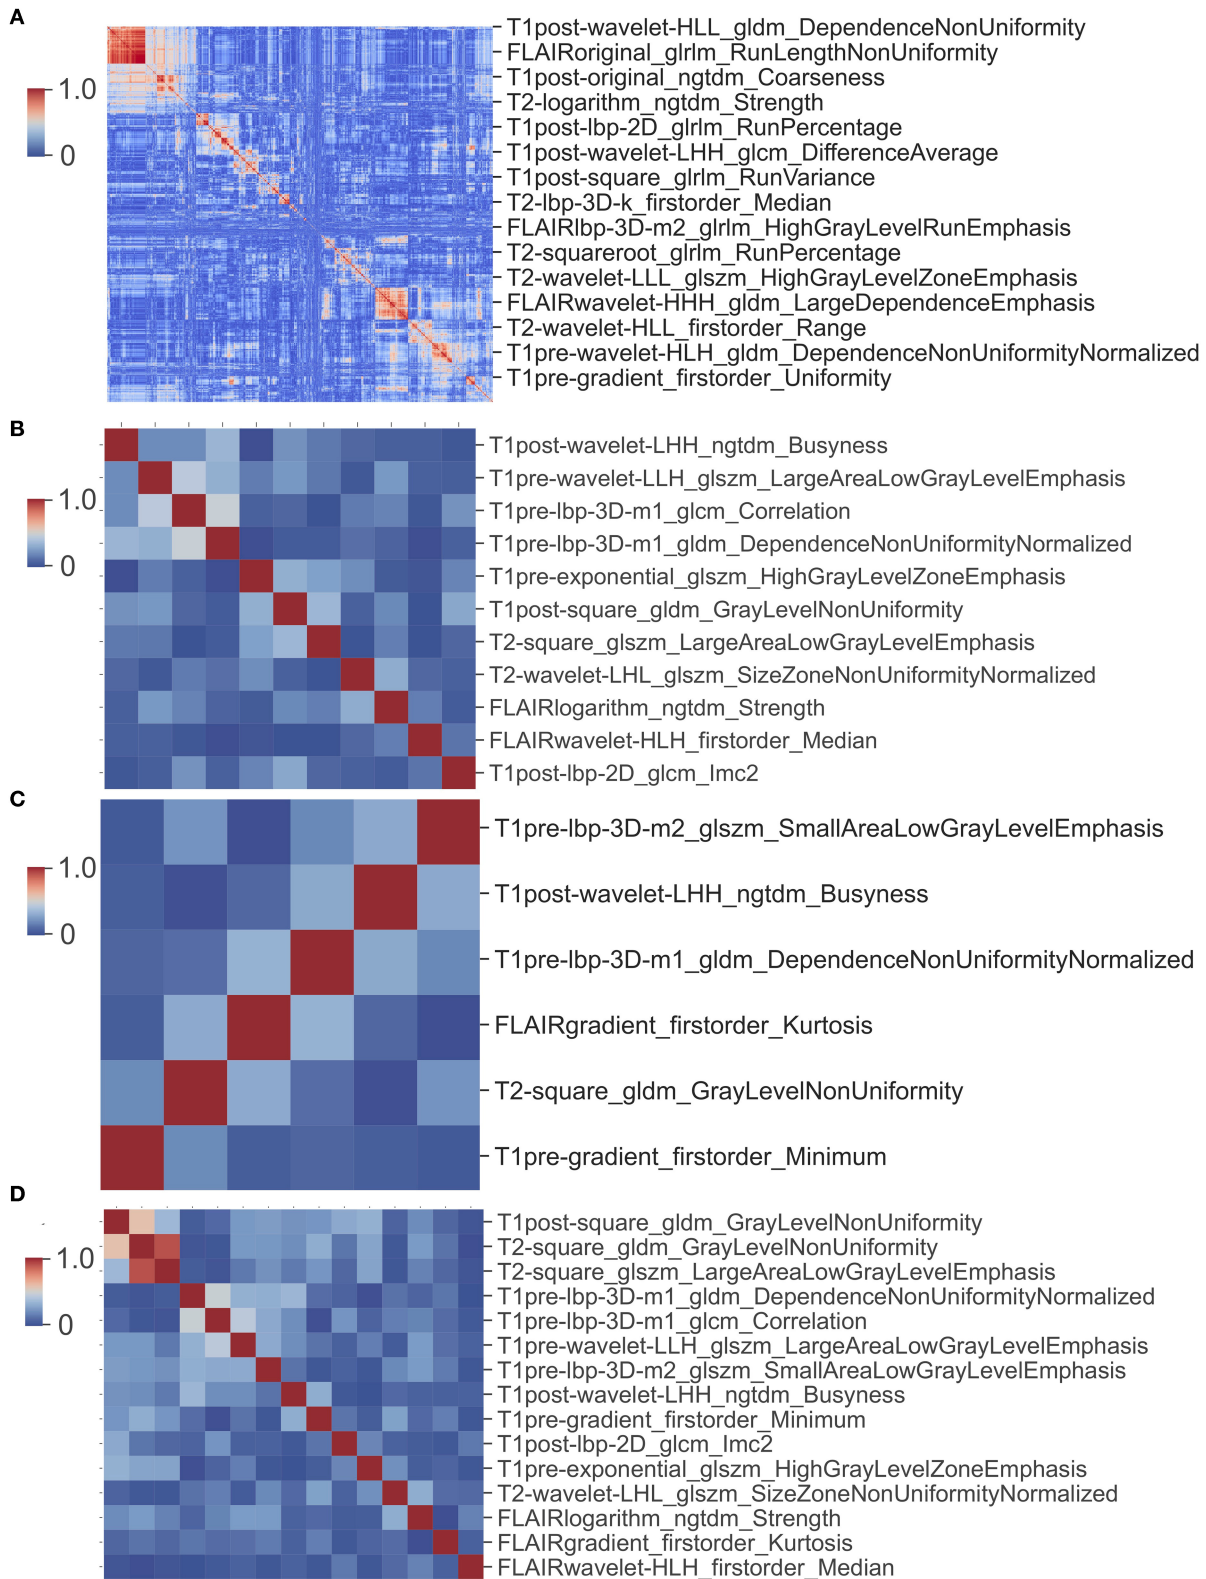 A
T1post-wavelet-HLL_gldm_DependenceNonUniformity
FLAIRoriginal_glrlm_RunLengthNonUniformity
T1post-original_ngtdm_Coarseness
T2-logarithm_ngtdm_Strength
T1post-lbp-2D_glrlm_RunPercentage
T1post-wavelet-LHH_glcm_DifferenceAverage
T1post-square_glrlm_RunVariance
T2-lbp-3D-k_firstorder_Median
FLAIRlbp-3D-m2_glrlm_HighGrayLevelRunEmphasis
T2-squareroot_glrlm_RunPercentage
T2-wavelet-LLL_glszm_HighGrayLevelZoneEmphasis
FLAIRwavelet-HHH_gldm_LargeDependenceEmphasis
T2-wavelet-HLL_firstorder_Range
T1pre-wavelet-HLH_gldm_DependenceNonUniformityNormalized
T1pre-gradient_firstorder_Uniformity
1.0
0
B
T1post-wavelet-LHH_ngtdm_Busyness
T1pre-wavelet-LLH_glszm_LargeAreaLowGrayLevelEmphasis
T1pre-lbp-3D-m1_glcm_Correlation
T1pre-lbp-3D-m1_gldm_DependenceNonUniformityNormalized
T1pre-exponential_glszm_HighGrayLevelZoneEmphasis
T1post-square_gldm_GrayLevelNonUniformity
T2-square_glszm_LargeAreaLowGrayLevelEmphasis
T2-wavelet-LHL_glszm_SizeZoneNonUniformityNormalized
FLAIRlogarithm_ngtdm_Strength
FLAIRwavelet-HLH_firstorder_Median
T1post-lbp-2D_glcm_Imc2
1.0
0
C
T1pre-lbp-3D-m2_glszm_SmallAreaLowGrayLevelEmphasis
T1post-wavelet-LHH_ngtdm_Busyness
T1pre-lbp-3D-m1_gldm_DependenceNonUniformityNormalized
FLAIRgradient_firstorder_Kurtosis
T2-square_gldm_GrayLevelNonUniformity
T1pre-gradient_firstorder_Minimum
1.0
0
D
T1post-square_gldm_GrayLevelNonUniformity
T2-square_gldm_GrayLevelNonUniformity
T2-square_glszm_LargeAreaLowGrayLevelEmphasis
T1pre-lbp-3D-m1_gldm_DependenceNonUniformityNormalized
T1pre-lbp-3D-m1_glcm_Correlation
T1pre-wavelet-LLH_glszm_LargeAreaLowGrayLevelEmphasis
T1pre-lbp-3D-m2_glszm_SmallAreaLowGrayLevelEmphasis
T1post-wavelet-LHH_ngtdm_Busyness
T1pre-gradient_firstorder_Minimum
T1post-lbp-2D_glcm_Imc2
T1pre-exponential_glszm_HighGrayLevelZoneEmphasis
T2-wavelet-LHL_glszm_SizeZoneNonUniformityNormalized
FLAIRlogarithm_ngtdm_Strength
FLAIRgradient_firstorder_Kurtosis
FLAIRwavelet-HLH_firstorder_Median
1.0
0